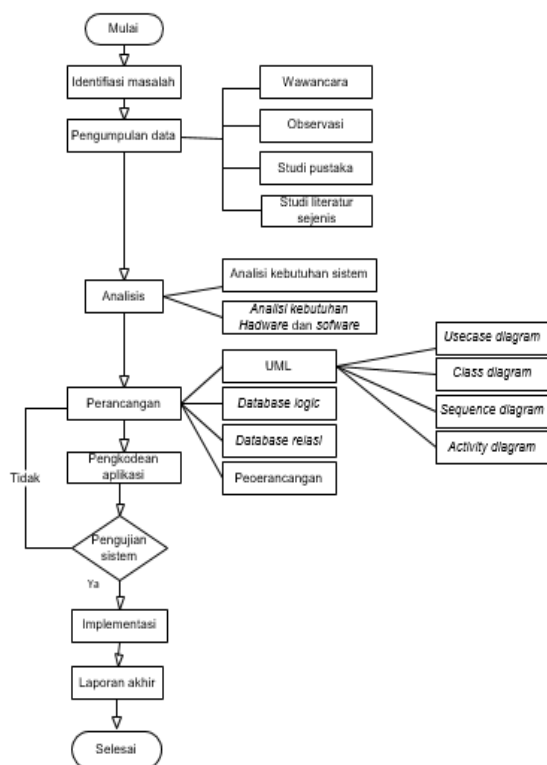 Mulai
Identifiasi masalah
Pengumpulan data
Wawancara
Observasi
Studi pustaka
Studi literatur
sejenis
Analisis
Analisi kebutuhan sistem
Analisi kebutuhan
Hadware dan sofware
Perancangan
UML
Database logic
Database relasi
Peoerancangan
Usecase diagram
Class diagram
Sequence diagram
Activity diagram
Pengkodean
aplikasi
Tidak
Pengujian
sistem
Ya
Implementasi
Laporan akhir
Selesai